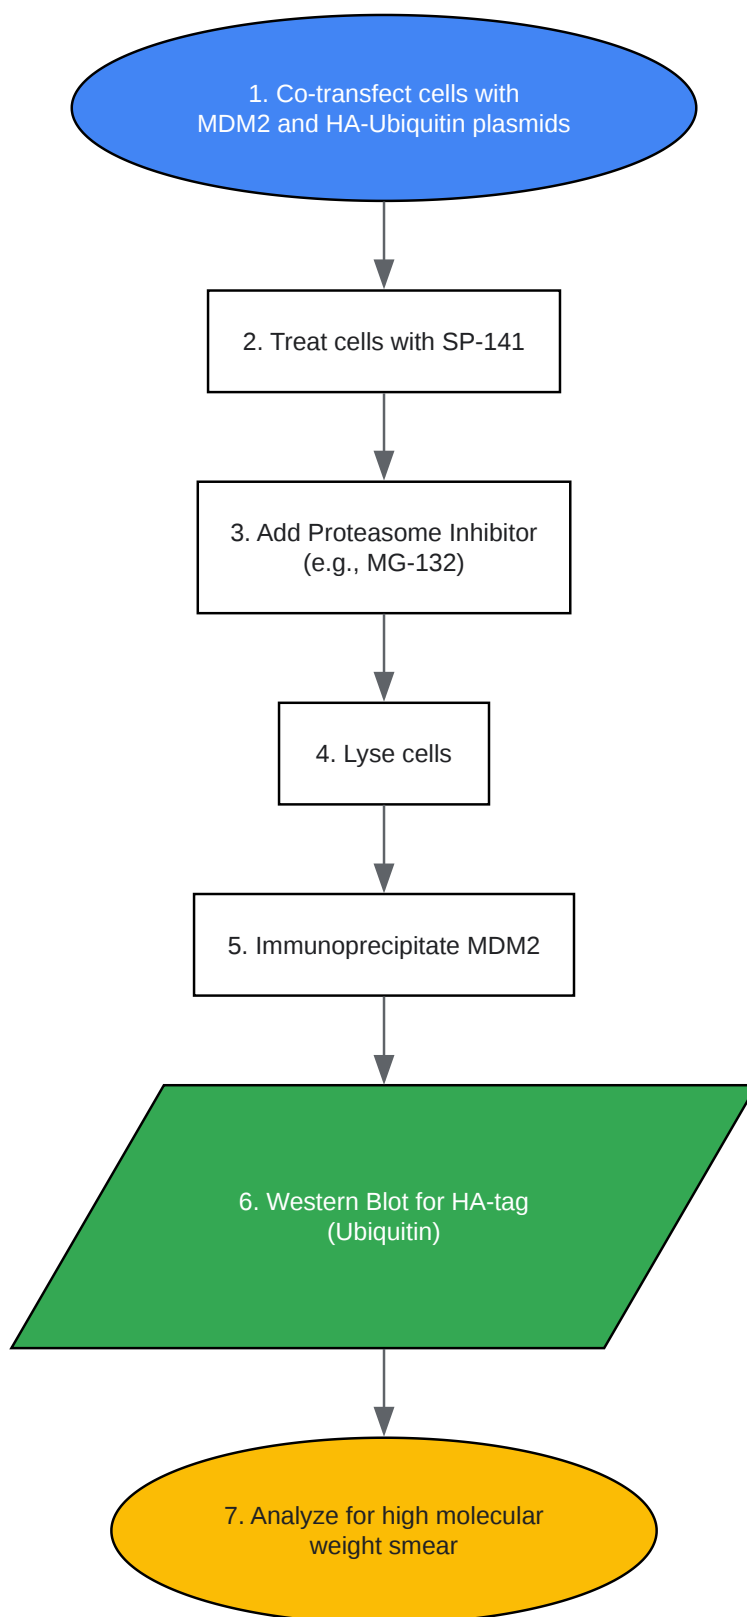 1. Co-transfect cells with
MDM2 and HA-Ubiquitin plasmids
2. Treat cells with SP-141
3. Add Proteasome Inhibitor
(e.g., MG-132)
4. Lyse cells
5. Immunoprecipitate MDM2
6. Western Blot for HA-tag
(Ubiquitin)
7. Analyze for high molecular
weight smear